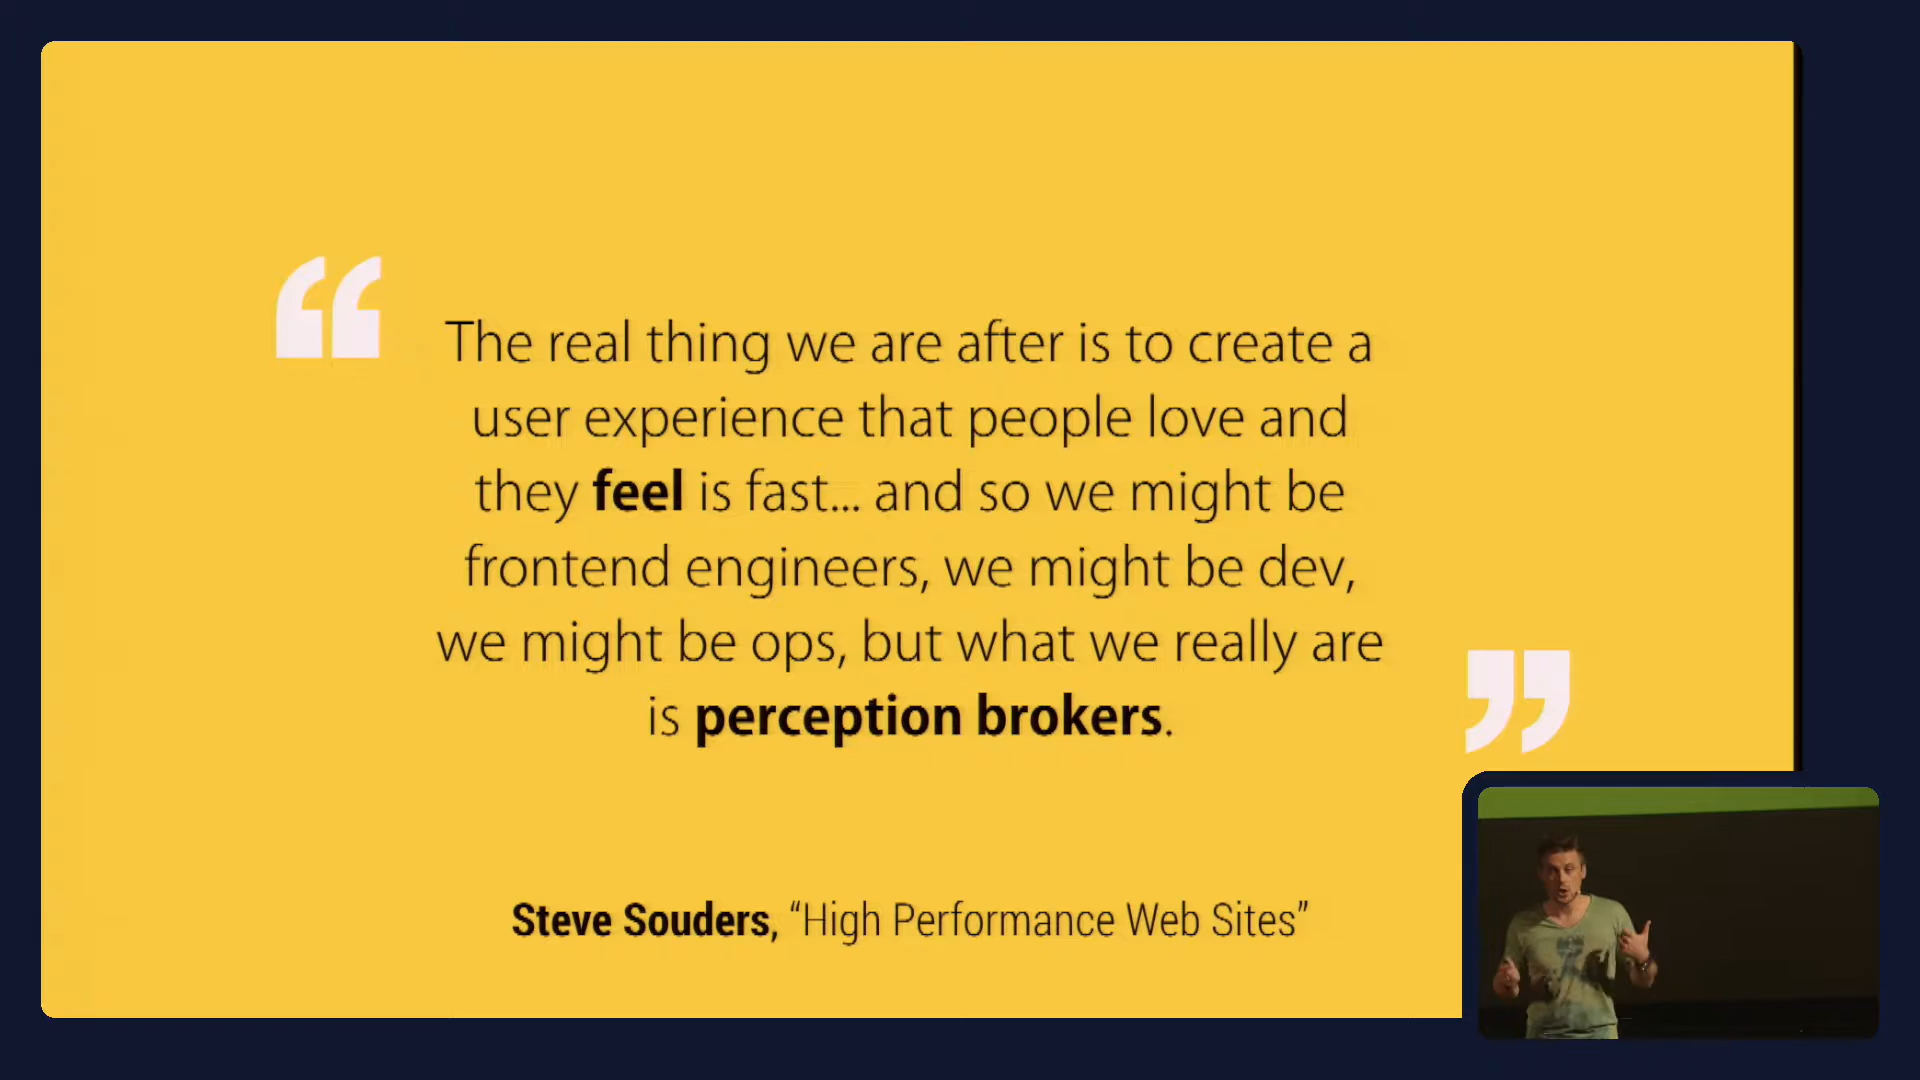 “
The real thing we are after is to create a
user experience that people love and
they feel is fast... and so we might be
frontend engineers, we might be dev,
we might be ops, but what we really are
is perception brokers.
”
Steve Souders, “High Performance Web Sites”